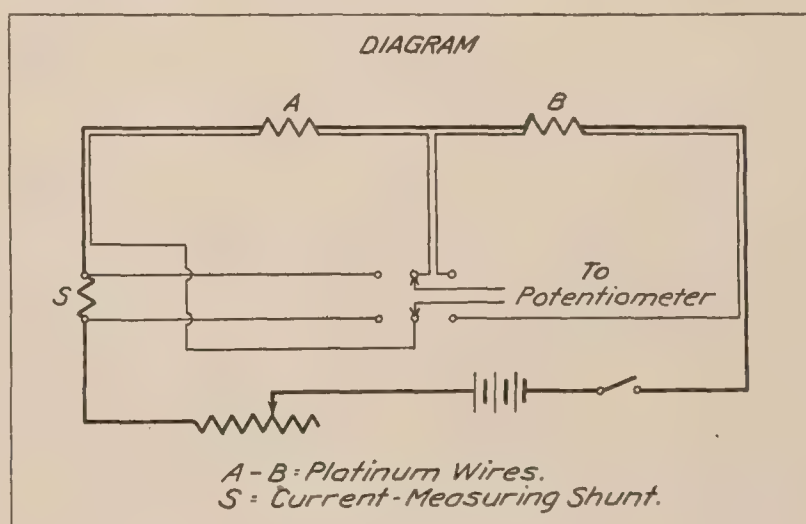 DIAGRAM
A
B
S
To
Potentiometer
A-B = Platinum Wires.
S = Current-Measuring Shunt.